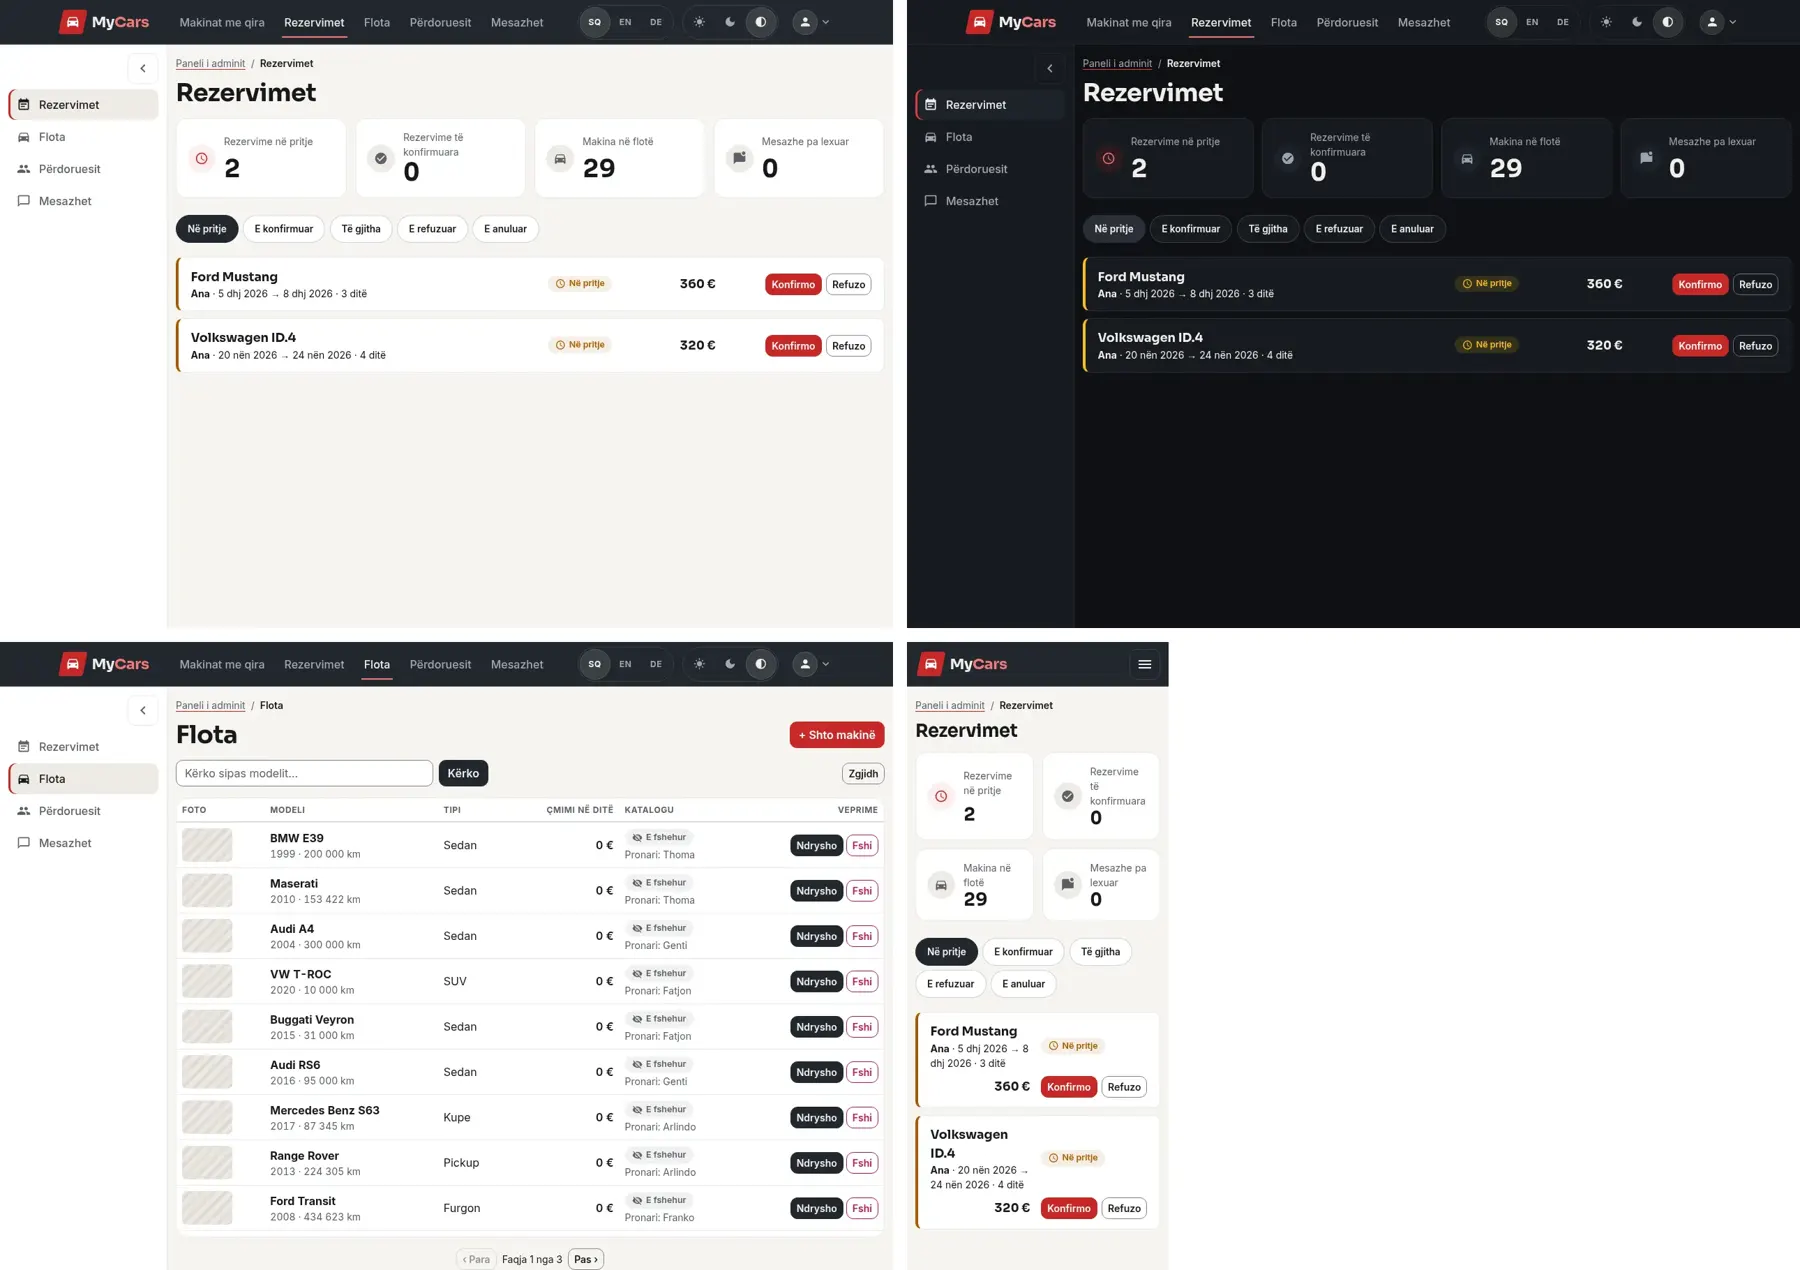 MyCars Makinat me qira Rezervimet Flota Përdoruesit Mesazhet SQ EN DE
Paneli i adminit / Rezervimet
Rezervimet
Rezervimet
Flota
Përdoruesit
Mesazhet
Rezervime në pritje
2
Rezervime të
konfirmuara
0
Makina në flotë
29
Mesazhe pa lexuar
0
Në pritje E konfirmuar Të gjitha E refuzuar E anuluar
Ford Mustang
Ana · 5 dhj 2026 → 8 dhj 2026 · 3 ditë
Në pritje 360 € Konfirmo Refuzo
Volkswagen ID.4
Ana · 20 nën 2026 → 24 nën 2026 · 4 ditë
Në pritje 320 € Konfirmo Refuzo
MyCars Makinat me qira Rezervimet Flota Përdoruesit Mesazhet SQ EN DE
Paneli i adminit / Rezervimet
Rezervimet
Rezervimet
Flota
Përdoruesit
Mesazhet
Rezervime në pritje
2
Rezervime të
konfirmuara
0
Makina në flotë
29
Mesazhe pa lexuar
0
Në pritje E konfirmuar Të gjitha E refuzuar E anuluar
Ford Mustang
Ana · 5 dhj 2026 → 8 dhj 2026 · 3 ditë
Në pritje 360 € Konfirmo Refuzo
Volkswagen ID.4
Ana · 20 nën 2026 → 24 nën 2026 · 4 ditë
Në pritje 320 € Konfirmo Refuzo
MyCars Makinat me qira Rezervimet Flota Përdoruesit Mesazhet SQ EN DE
Paneli i adminit / Flota
Rezervimet
Flota
Përdoruesit
Mesazhet
Flota
+ Shto makinë
Kërko sipas modelit... Kërko Zgjidh
FOTO MODELI TIPI ÇMIMI NË DITË KATALOGU VEPRIME
BMW E39
1999 · 200 000 km
Sedan 0 € E fshehur
Pronari: Thoma
Ndrysho Fshi
Maserati
2010 · 153 422 km
Sedan 0 € E fshehur
Pronari: Thoma
Ndrysho Fshi
Audi A4
2004 · 300 000 km
Sedan 0 € E fshehur
Pronari: Genti
Ndrysho Fshi
VW T-ROC
2020 · 10 000 km
SUV 0 € E fshehur
Pronari: Fatjon
Ndrysho Fshi
Buggati Veyron
2015 · 31 000 km
Sedan 0 € E fshehur
Pronari: Fatjon
Ndrysho Fshi
Audi RS6
2016 · 95 000 km
Sedan 0 € E fshehur
Pronari: Genti
Ndrysho Fshi
Mercedes Benz S63
2017 · 87 345 km
Kupe 0 € E fshehur
Pronari: Arlindo
Ndrysho Fshi
Range Rover
2013 · 224 305 km
Pickup 0 € E fshehur
Pronari: Arlindo
Ndrysho Fshi
Ford Transit
2008 · 434 623 km
Furgon 0 € E fshehur
Pronari: Franko
Ndrysho Fshi
‹ Para Faqja 1 nga 3 Pas ›
MyCars
Paneli i adminit / Rezervimet
Rezervimet
Rezervime
në pritje
2
Rezervime
të
konfirmuara
0
Makina në
flotë
29
Mesazhe pa
lexuar
0
Në pritje E konfirmuar Të gjitha
E refuzuar E anuluar
Ford Mustang
Ana · 5 dhj 2026 → 8
dhj 2026 · 3 ditë
Në pritje
360 € Konfirmo Refuzo
Volkswagen
ID.4
Ana · 20 nën 2026 →
24 nën 2026 · 4 ditë
Në pritje
320 € Konfirmo Refuzo